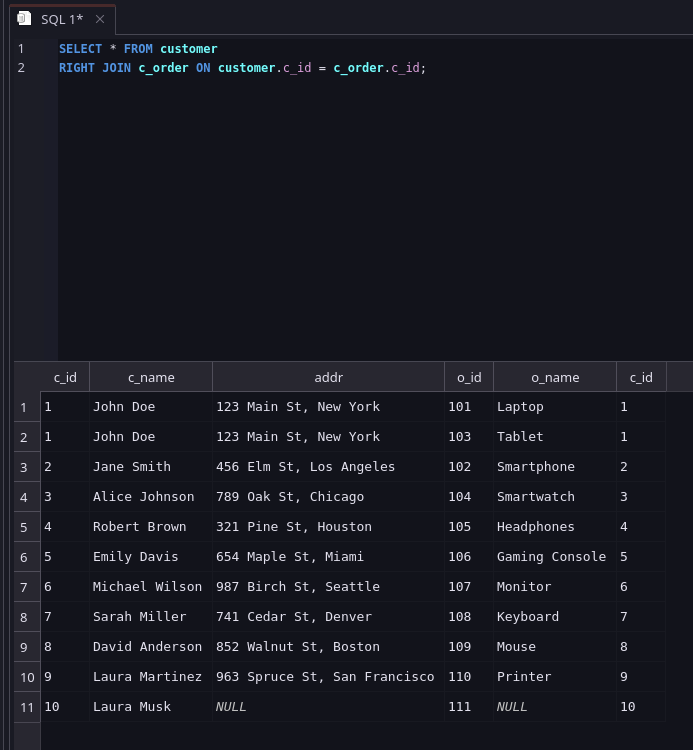 SQL 1*
1 SELECT * FROM customer
2 RIGHT JOIN c_order ON customer.c_id = c_order.c_id;
c_id c_name addr o_id o_name c_id
1 1 John Doe 123 Main St, New York 101 Laptop 1
2 1 John Doe 123 Main St, New York 103 Tablet 1
3 2 Jane Smith 456 Elm St, Los Angeles 102 Smartphone 2
4 3 Alice Johnson 789 Oak St, Chicago 104 Smartwatch 3
5 4 Robert Brown 321 Pine St, Houston 105 Headphones 4
6 5 Emily Davis 654 Maple St, Miami 106 Gaming Console 5
7 6 Michael Wilson 987 Birch St, Seattle 107 Monitor 6
8 7 Sarah Miller 741 Cedar St, Denver 108 Keyboard 7
9 8 David Anderson 852 Walnut St, Boston 109 Mouse 8
10 9 Laura Martinez 963 Spruce St, San Francisco 110 Printer 9
11 10 Laura Musk NULL 111 NULL 10